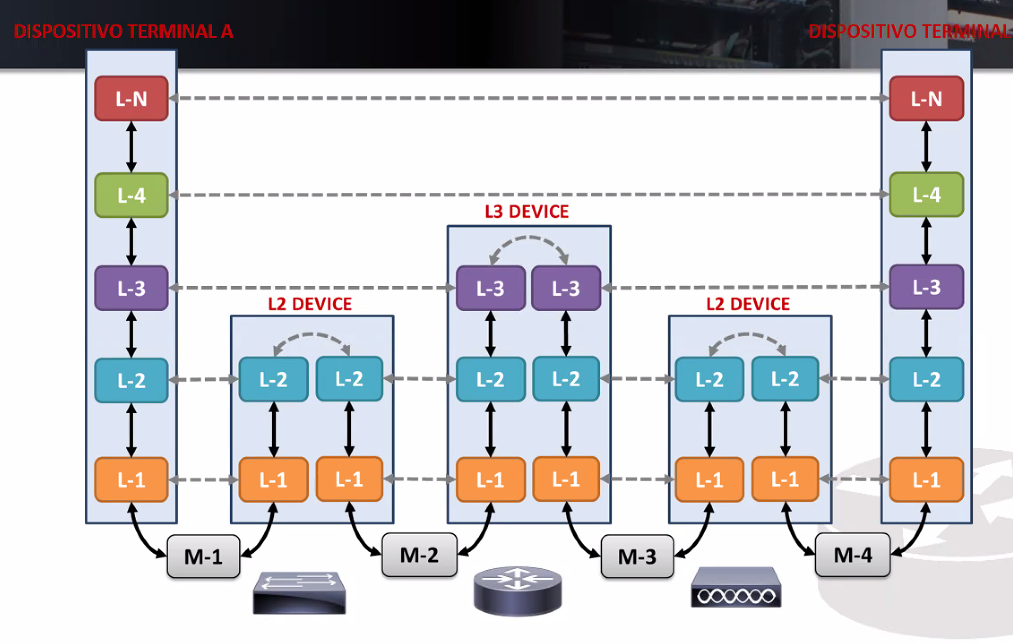 DISPOSITIVO TERMINAL A
DISPOSITIVO TERMINAL
L-N
L-N
L-4
L-4
L3 DEVICE
L-3
L-3
L-3
L-3
L2 DEVICE
L2 DEVICE
L-2
L-2
L-2
L-2
L-2
L-2
L-2
L-2
L-1
L-1
L-1
L-1
L-1
L-1
L-1
L-1
M-1
M-2
M-3
M-4